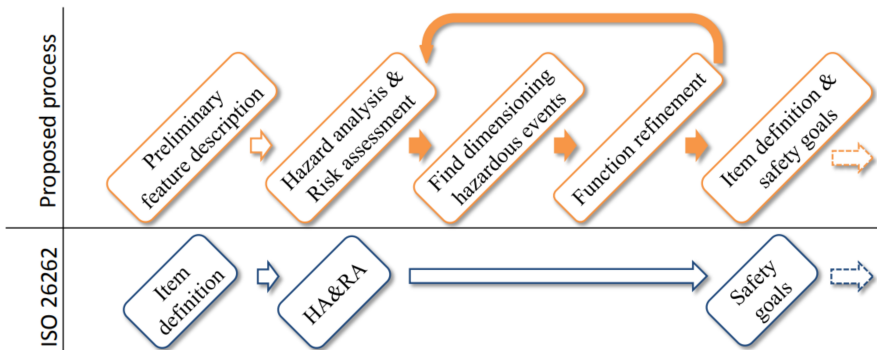 Proposed process
Preliminary
feature description
Hazard analysis &
Risk assessment
Find dimensioning
hazardous events
Function refinement
Item definition &
safety goals
ISO 26262
Item
definition
HA&RA
Safety
goals